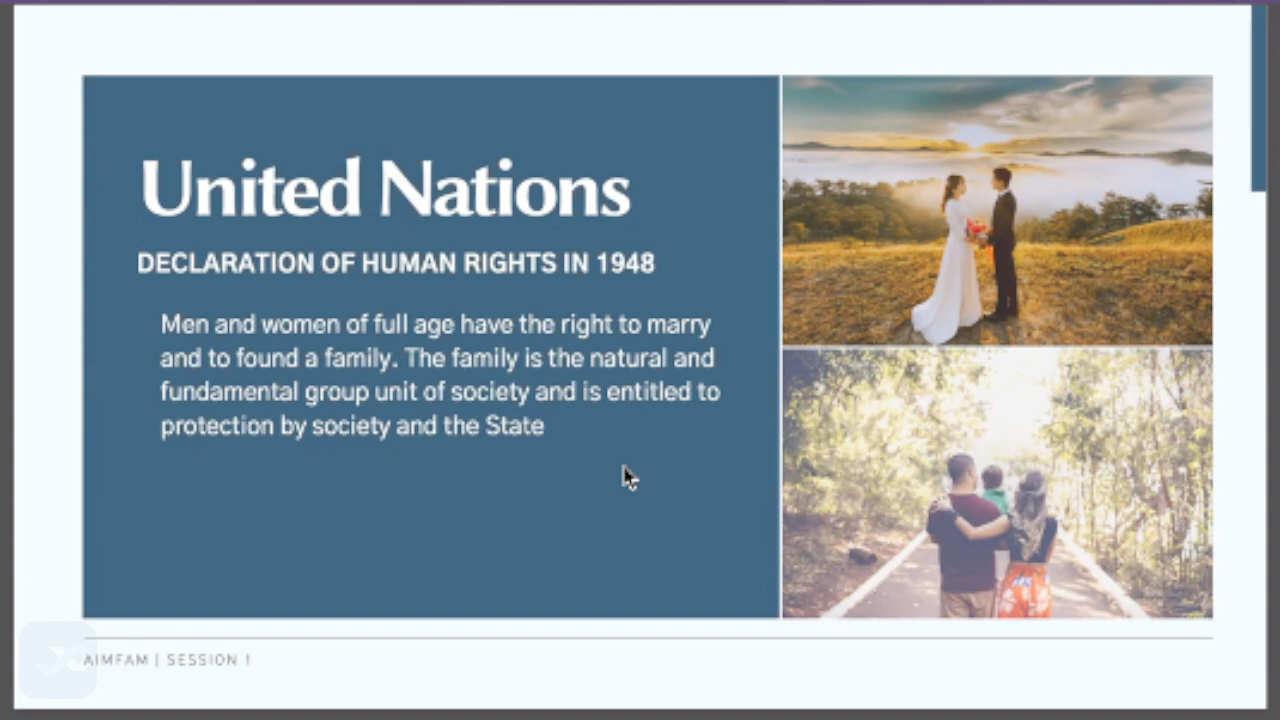 United Nations
DECLARATION OF HUMAN RIGHTS IN 1948
Men and women of full age have the right to marry
and to found a family. The family is the natural and
fundamental group unit of society and is entitled to
protection by society and the State
AIMFAM | SESSION 1